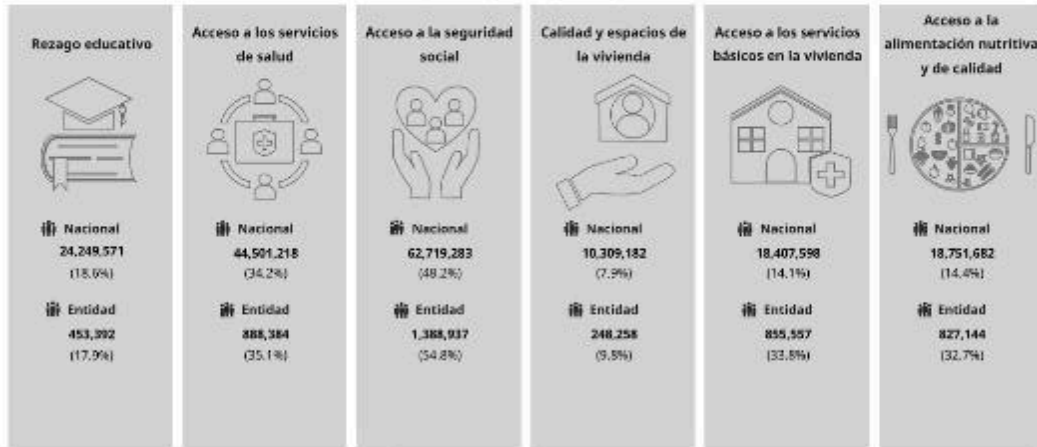 Rezago educativo
Nacional
24,249,571
(18.6%)
Entidad
453,392
(17.9%)
Acceso a los servicios
de salud
Nacional
44,501,218
(34.2%)
Entidad
888,384
(35.1%)
Acceso a la seguridad
social
Nacional
62,719,283
(48.2%)
Entidad
1,388,937
(54.8%)
Calidad y espacios de
la vivienda
Nacional
10,309,182
(7.9%)
Entidad
248,258
(9.8%)
Acceso a los servicios
básicos en la vivienda
Nacional
18,407,598
(14.1%)
Entidad
855,557
(33.8%)
Acceso a la
alimentación nutritiva
y de calidad
Nacional
18,751,682
(14.4%)
Entidad
827,144
(32.7%)